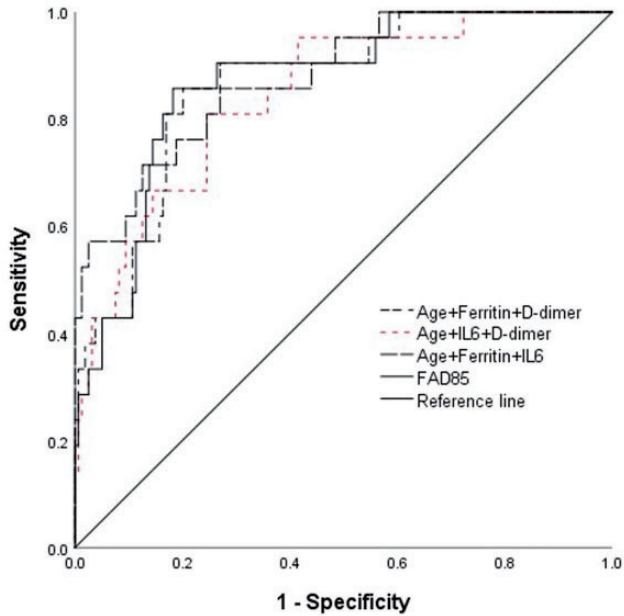 1.0
0.8
0.6
0.4
0.2
0.0
Sensitivity
Age+Ferritin+D-dimer
Age+IL6+D-dimer
Age+Ferritin+IL6
FAD85
Reference line
0.0 0.2 0.4 0.6 0.8 1.0
1 - Specificity